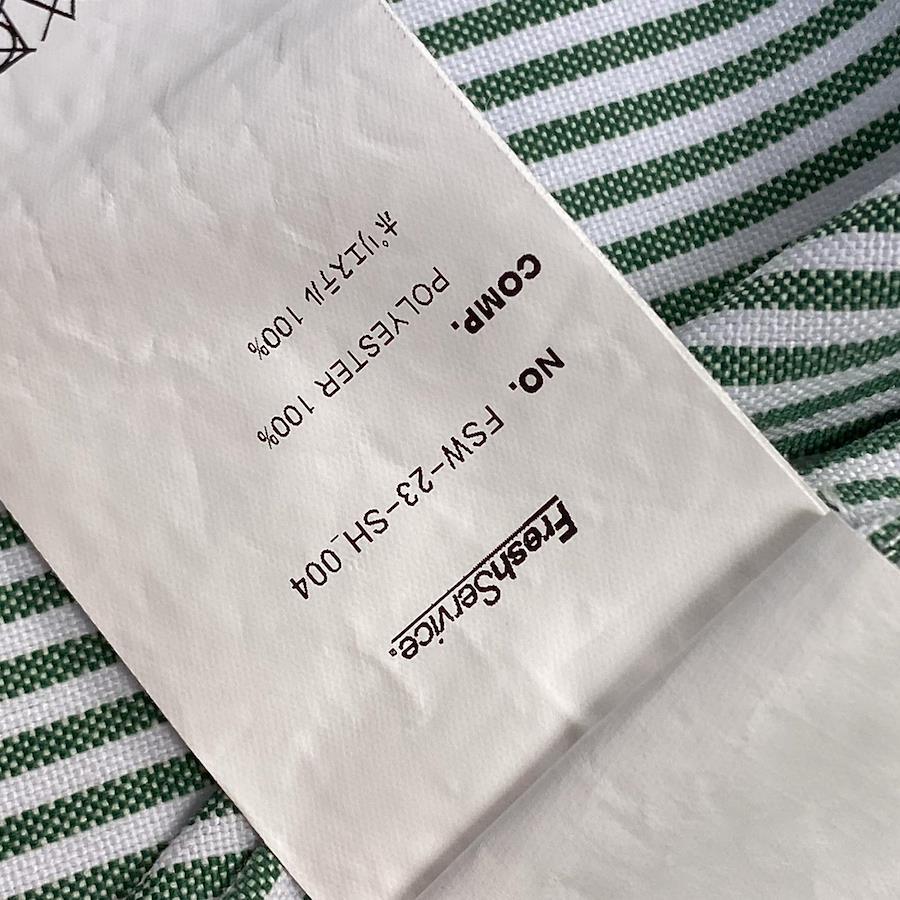 FreshService.
NO. FSW-23-SH_004
COMP.
POLYESTER 100%
ポリエステル 100%